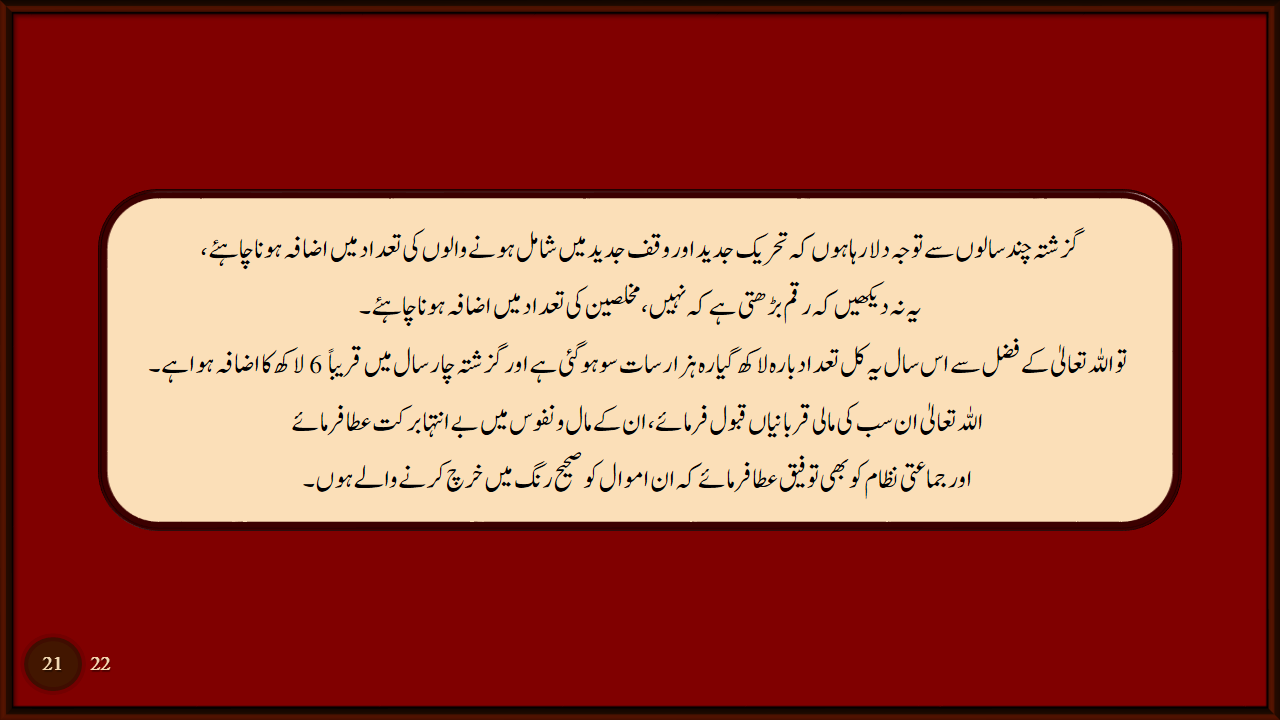 گزشتہ چند سالوں سے توجہ دلا رہا ہوں کہ تحریک جدید اور وقف جدید میں شامل ہونے والوں کی تعداد میں اضافہ ہونا چاہئے،
یہ نہ دیکھیں کہ رقم بڑھتی ہے کہ نہیں، مخلصین کی تعداد میں اضافہ ہونا چاہئے۔
تو اللہ تعالیٰ کے فضل سے اس سال یہ کل تعداد بارہ لاکھ گیارہ ہزار سات سو ہو گئی ہے اور گزشتہ چار سال میں قریباً 6 لاکھ کا اضافہ ہوا ہے۔
اللہ تعالیٰ ان سب کی مالی قربانیاں قبول فرمائے، ان کے مال و نفوس میں بے انتہا برکت عطا فرمائے
اور جماعتی نظام کو بھی توفیق عطا فرمائے کہ ان اموال کو صحیح رنگ میں خرچ کرنے والے ہوں۔
21 22